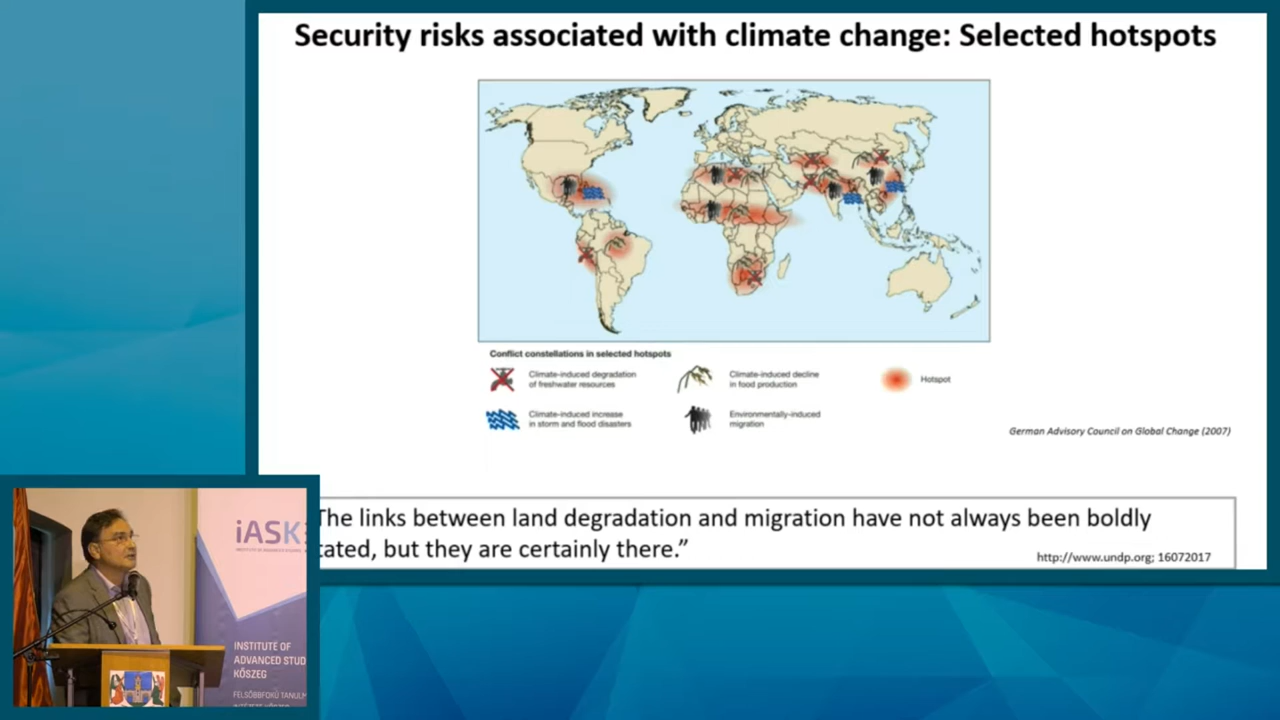 Security risks associated with climate change: Selected hotspots
Conflict constellations in selected hotspots
Climate-induced degradation
of freshwater resources
Climate-induced decline
in food production
Hotspot
Climate-induced increase
in storm and flood disasters
Environmentally-induced
migration
German Advisory Council on Global Change (2007)
The links between land degradation and migration have not always been boldly
tated, but they are certainly there.”
http://www.undp.org; 16072017
iASK
INSTITUTE OF
ADVANCED STUD
KŐSZEG
FELSŐBBFOKÚ TANULM